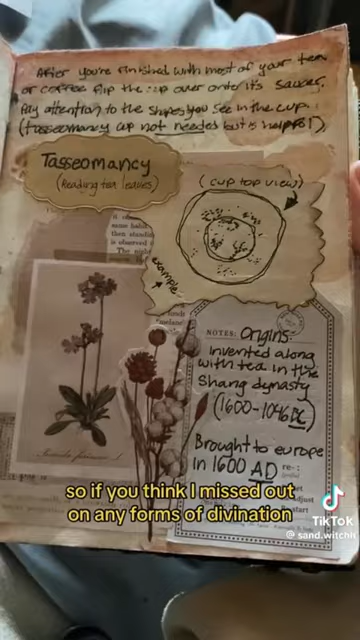 After you're finished with most of your tea
or coffee flip the cup over onto it's saucer.
Pay attention to the shapes you see in the cup.
(tasseomancy cup not needed but is helpful)
Tasseomancy
(Reading tea leaves)
(cup top view)
example
NOTES: Origins:
Invented along
with tea in the
Shang dynasty
(1600-1046 BC)
Brought to europe
in 1600 AD
re-:
so if you think I missed out
on any forms of divination
TikTok
@ sand.witchh